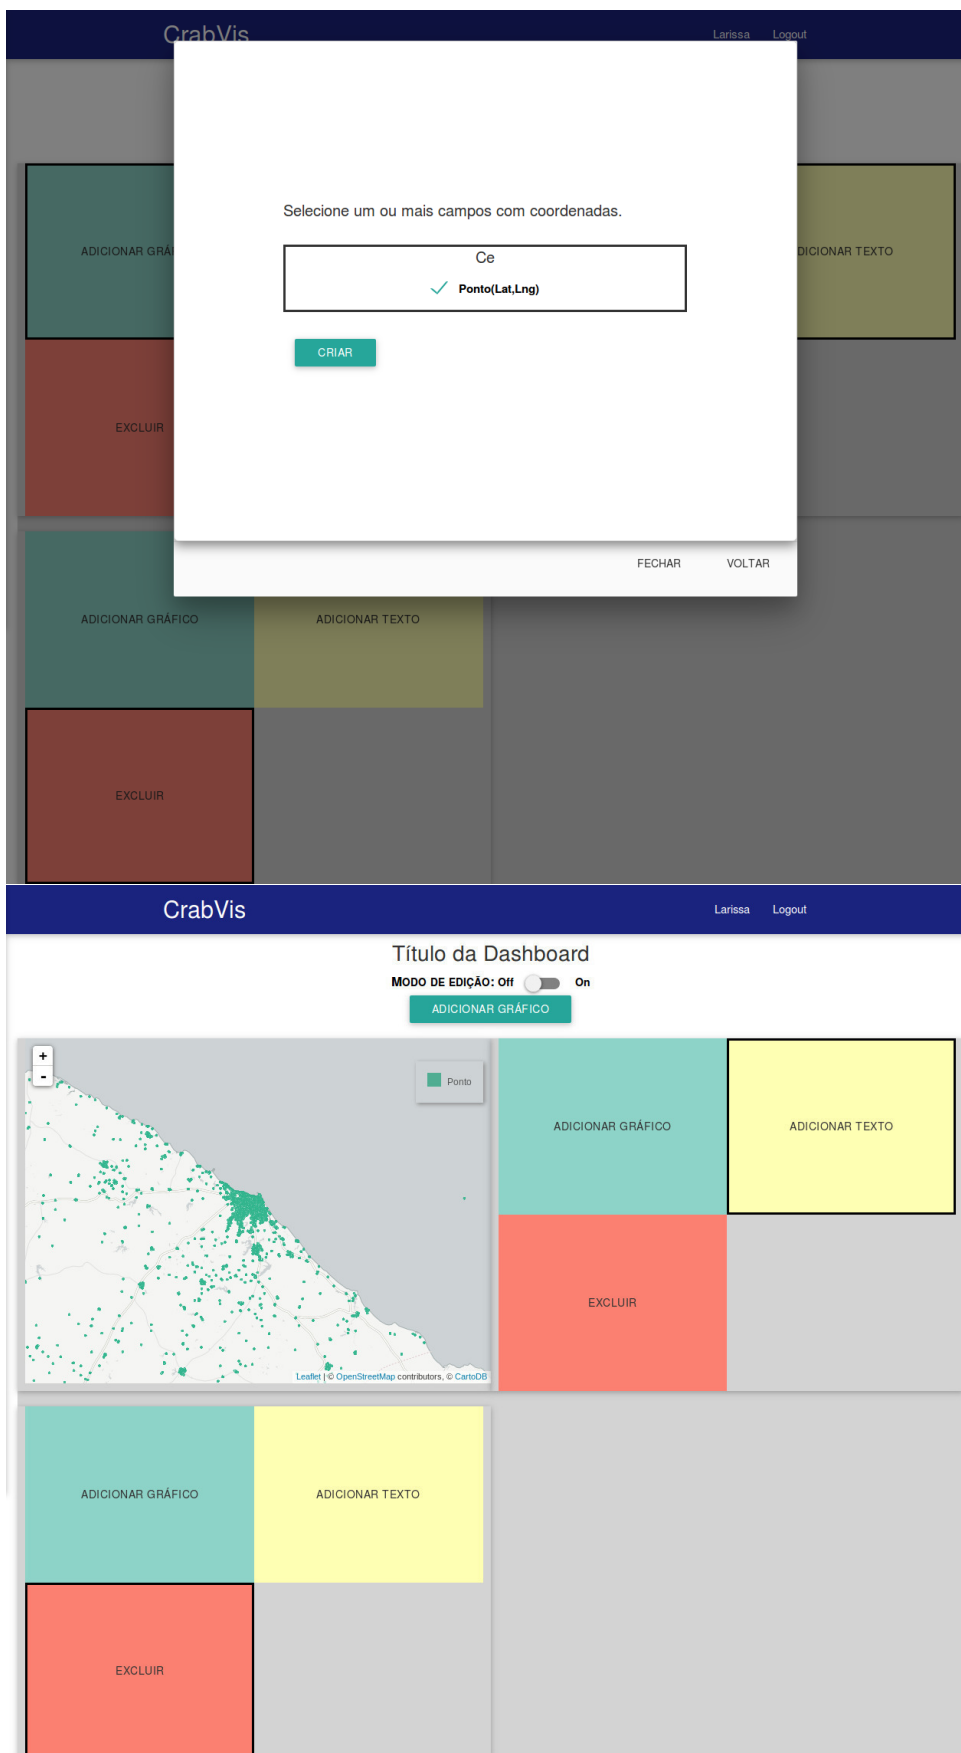 CrabVis
Larissa Logout
Selecione um ou mais campos com coordenadas.
ADICIONAR GRÁ
DICIONAR TEXTO
Ce
Ponto(Lat,Lng)
CRIAR
EXCLUIR
FECHAR VOLTAR
ADICIONAR GRÁFICO ADICIONAR TEXTO
EXCLUIR
CrabVis
Larissa Logout
Título da Dashboard
MODO DE EDIÇÃO: Off On
ADICIONAR GRÁFICO
+
-
Ponto
ADICIONAR GRÁFICO ADICIONAR TEXTO
EXCLUIR
Leaflet | © OpenStreetMap contributors, © CartoDB
ADICIONAR GRÁFICO ADICIONAR TEXTO
EXCLUIR